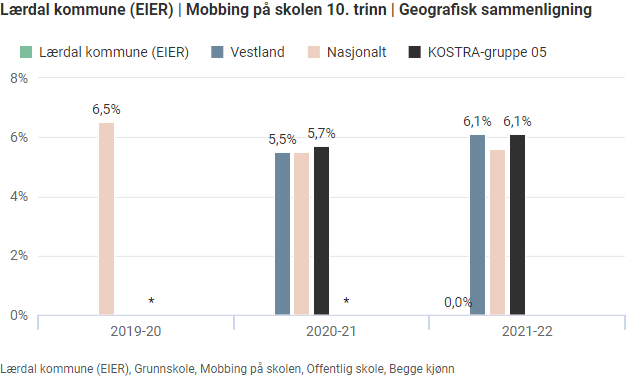 Lærdal kommune (EIER) | Mobbing på skolen 10. trinn | Geografisk sammenligning
Lærdal kommune (EIER) Vestland Nasjonalt KOSTRA-gruppe 05
8%
6,5%
5,5% 5,7%
6,1% 6,1%
6%
4%
2%
* * 0,0%
0%
2019-20 2020-21 2021-22
Lærdal kommune (EIER), Grunnskole, Mobbing på skolen, Offentlig skole, Begge kjønn